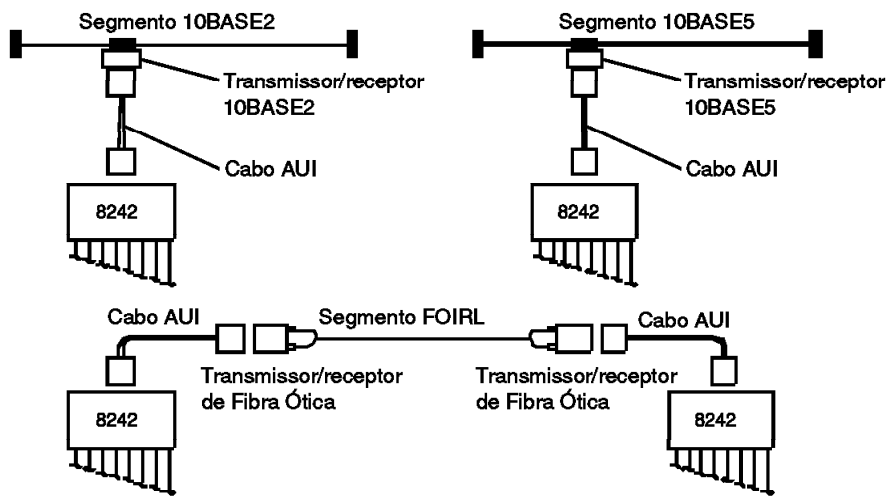 Segmento 10BASE2
Transmissor/receptor
10BASE2
Cabo AUI
8242
Segmento 10BASE5
Transmissor/receptor
10BASE5
Cabo AUI
8242
Cabo AUI
Segmento FOIRL
Cabo AUI
Transmissor/receptor
de Fibra Ótica
Transmissor/receptor
de Fibra Ótica
8242
8242